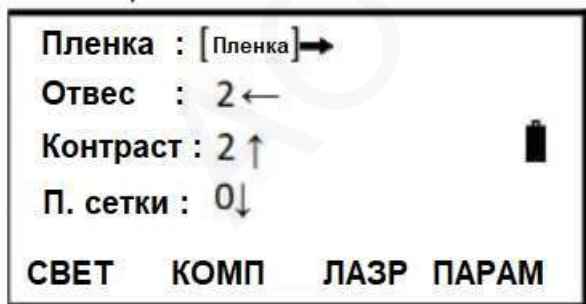 Пленка : [Пленка]→
Отвес : 2←
Контраст : 2↑
П. сетки : 0↓
СВЕТ КОМП ЛАЗР ПАРАМ